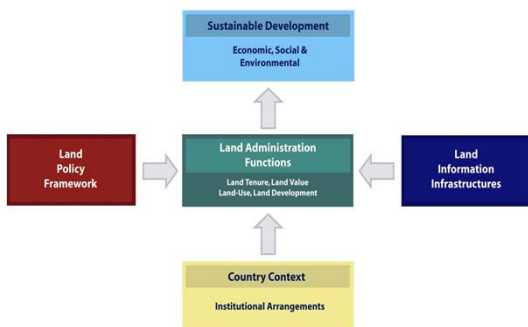 Sustainable Development
Economic, Social &
Environmental
Land
Policy
Framework
Land Administration
Functions
Land Tenure, Land Value
Land-Use, Land Development
Land
Information
Infrastructures
Country Context
Institutional Arrangements